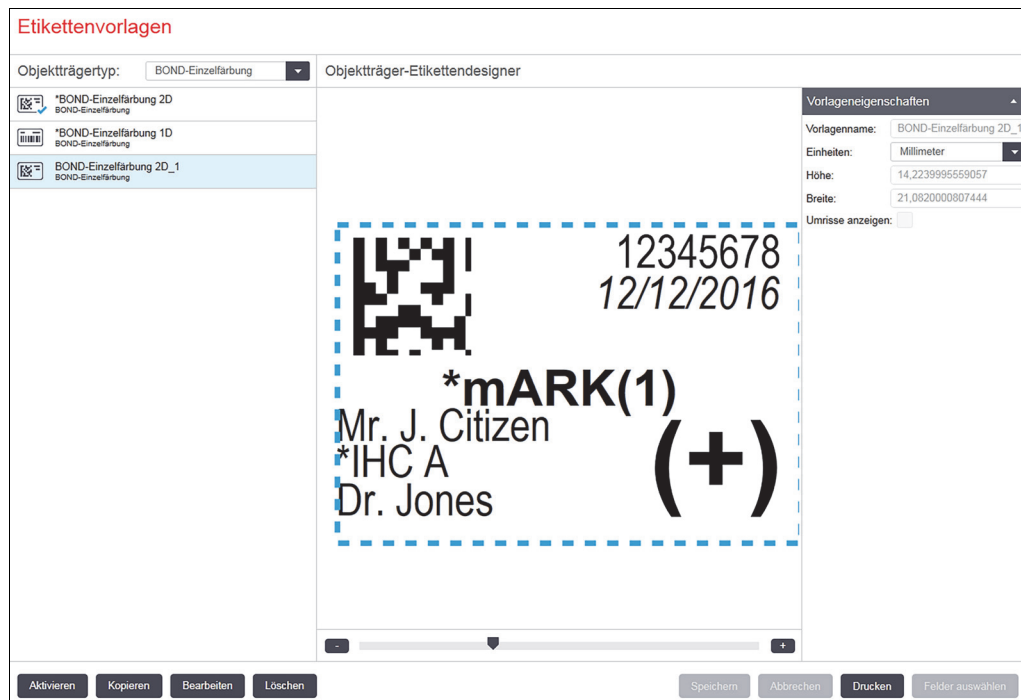 Etikettenvorlagen
Objektträgertyp: BOND-Einzelfärbung
Objektträger-Etikettendesigner
*BOND-Einzelfärbung 2D
BOND-Einzelfärbung
*BOND-Einzelfärbung 1D
BOND-Einzelfärbung
BOND-Einzelfärbung 2D_1
BOND-Einzelfärbung
12345678
12/12/2016
*mARK(1)
Mr. J. Citizen
*IHC A
Dr. Jones
(+)
Vorlageneigenschaften
Vorlagenname: BOND-Einzelfärbung 2D_1
Einheiten: Millimeter
Höhe: 14,2239995559057
Breite: 21,0820000807444
Umrisse anzeigen:
- +
Aktivieren Kopieren Bearbeiten Löschen Speichern Abbrechen Drucken Felder auswählen